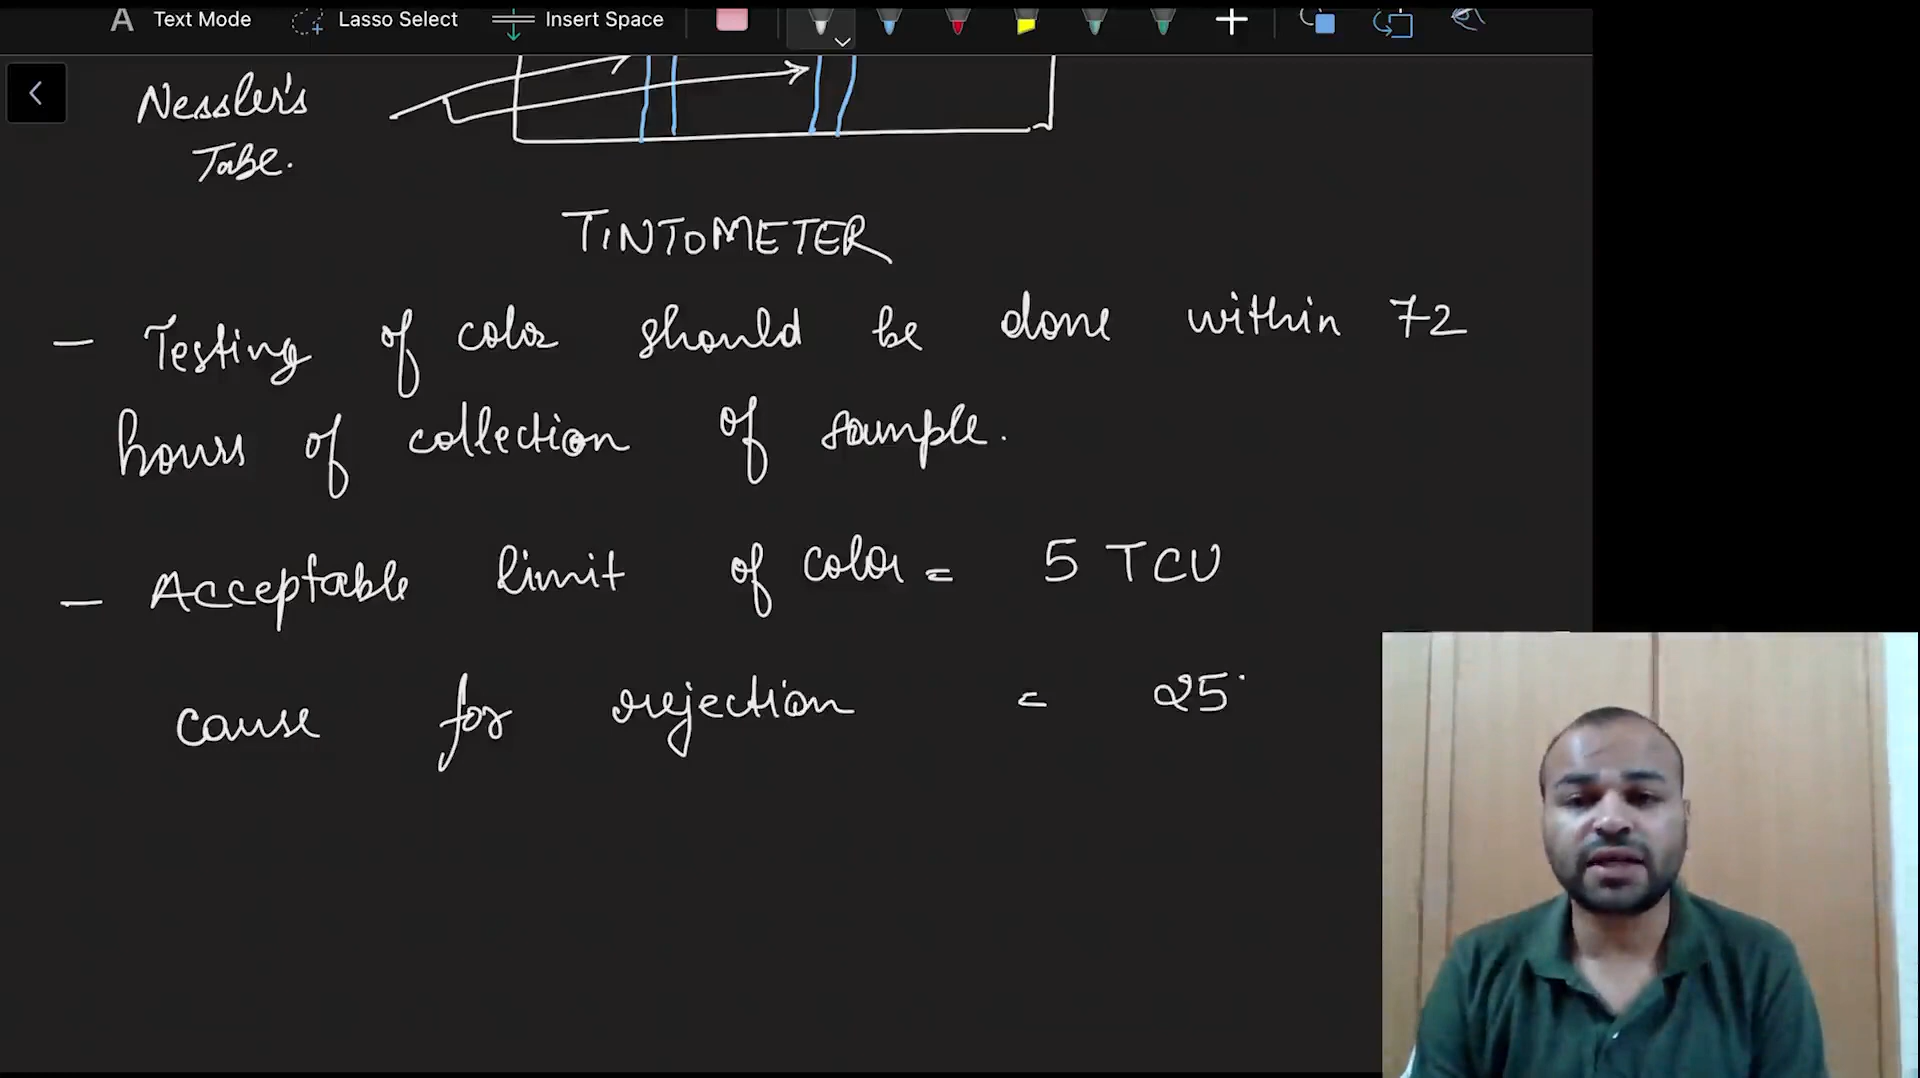 Text Mode Lasso Select Insert Space
Nessler's
Tube.
TINTOMETER
- Testing of color should be done within 72
hours of collection of sample.
- Acceptable limit of color = 5 TCU
cause for rejection = 25